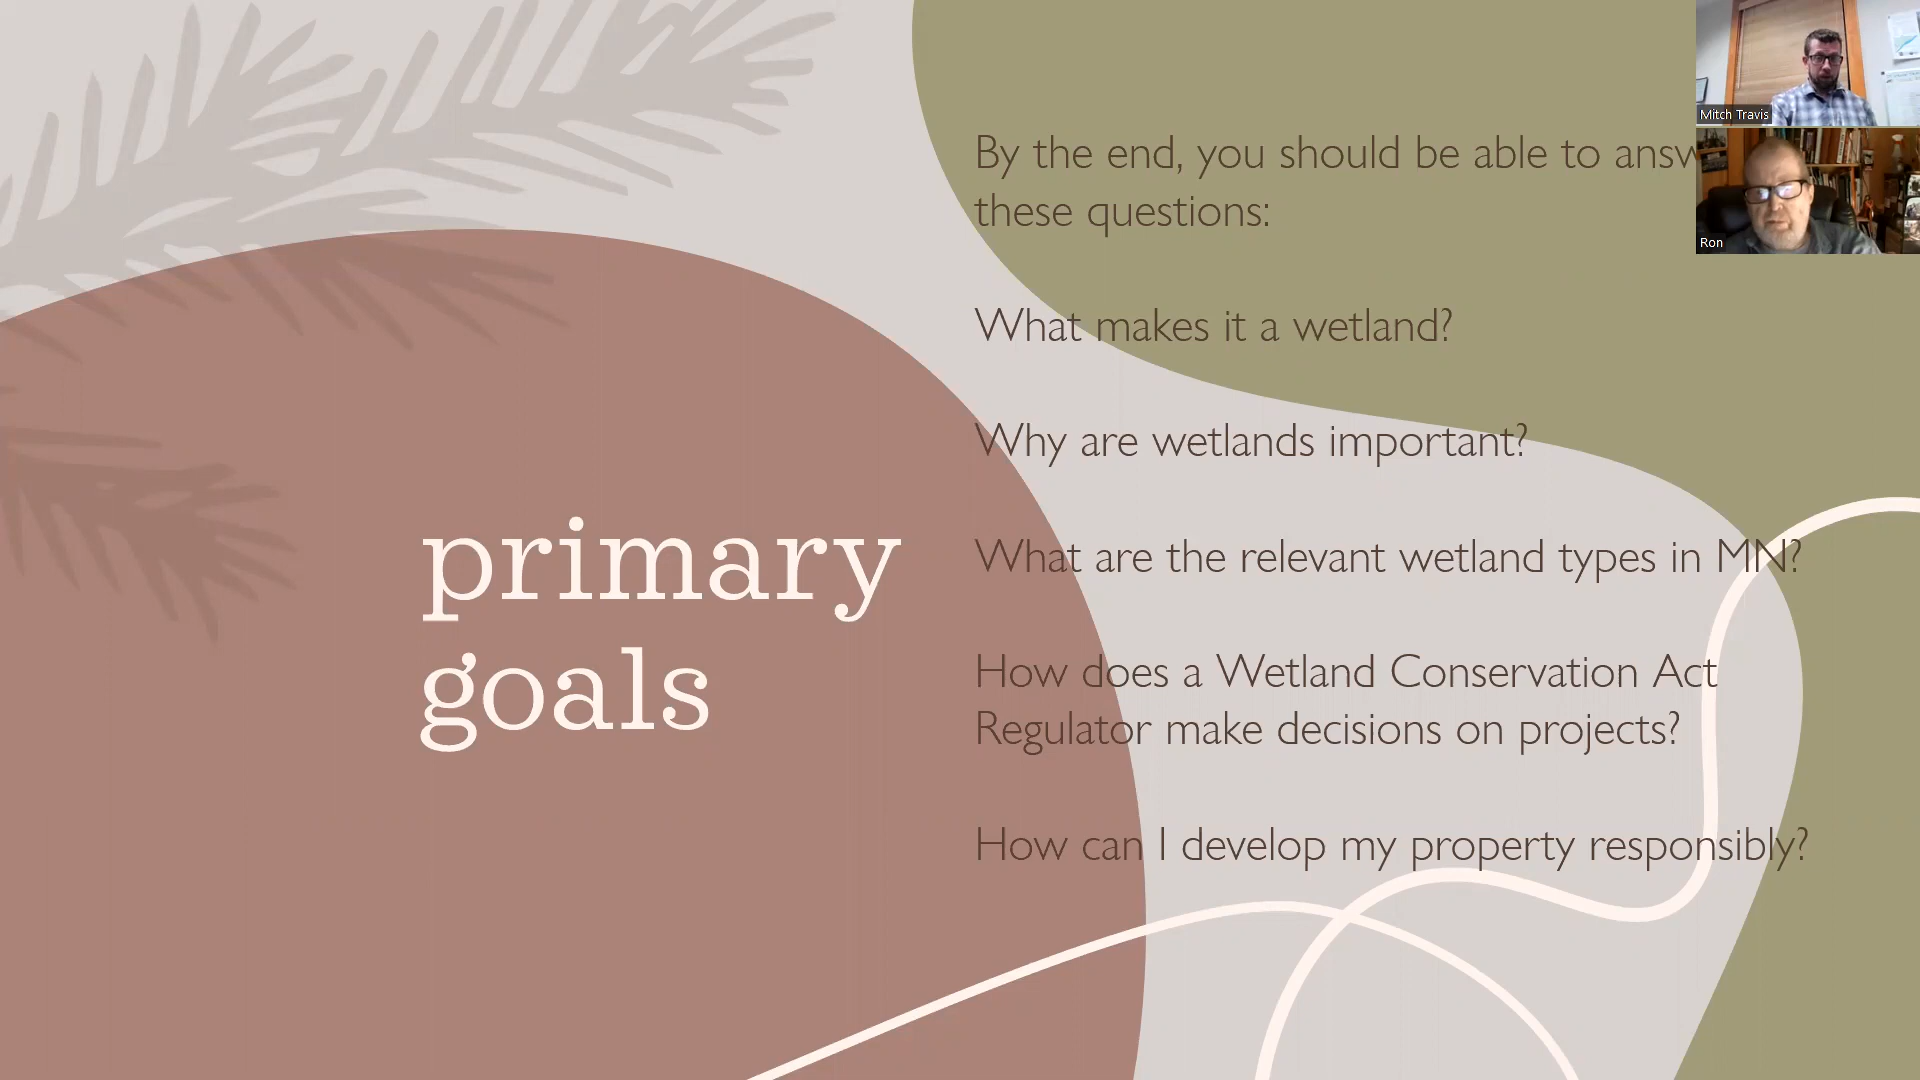 primary
goals
By the end, you should be able to
these questions:
What makes it a wetland?
Why are wetlands important?
What are the relevant wetland types in MN?
How does a Wetland Conservation Act
Regulator make decisions on projects?
How can I develop my property responsibly?
Mitch Travis
Ron